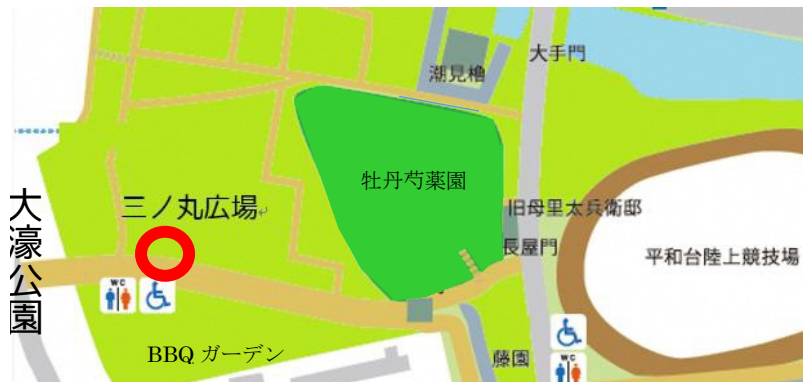 大手門
潮見櫓
牡丹芍薬園
三ノ丸広場
旧母里太兵衛邸
長屋門
平和台陸上競技場
大濠公園
WC
BBQ ガーデン
藤園
WC